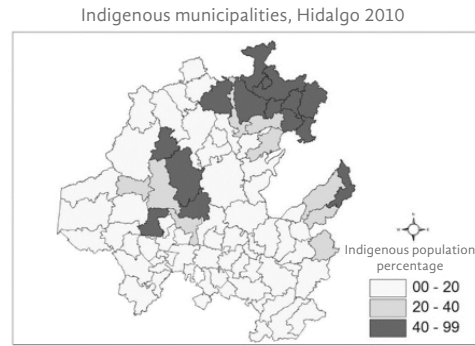 Indigenous municipalities, Hidalgo 2010
Indigenous population
percentage
00 - 20
20 - 40
40 - 99